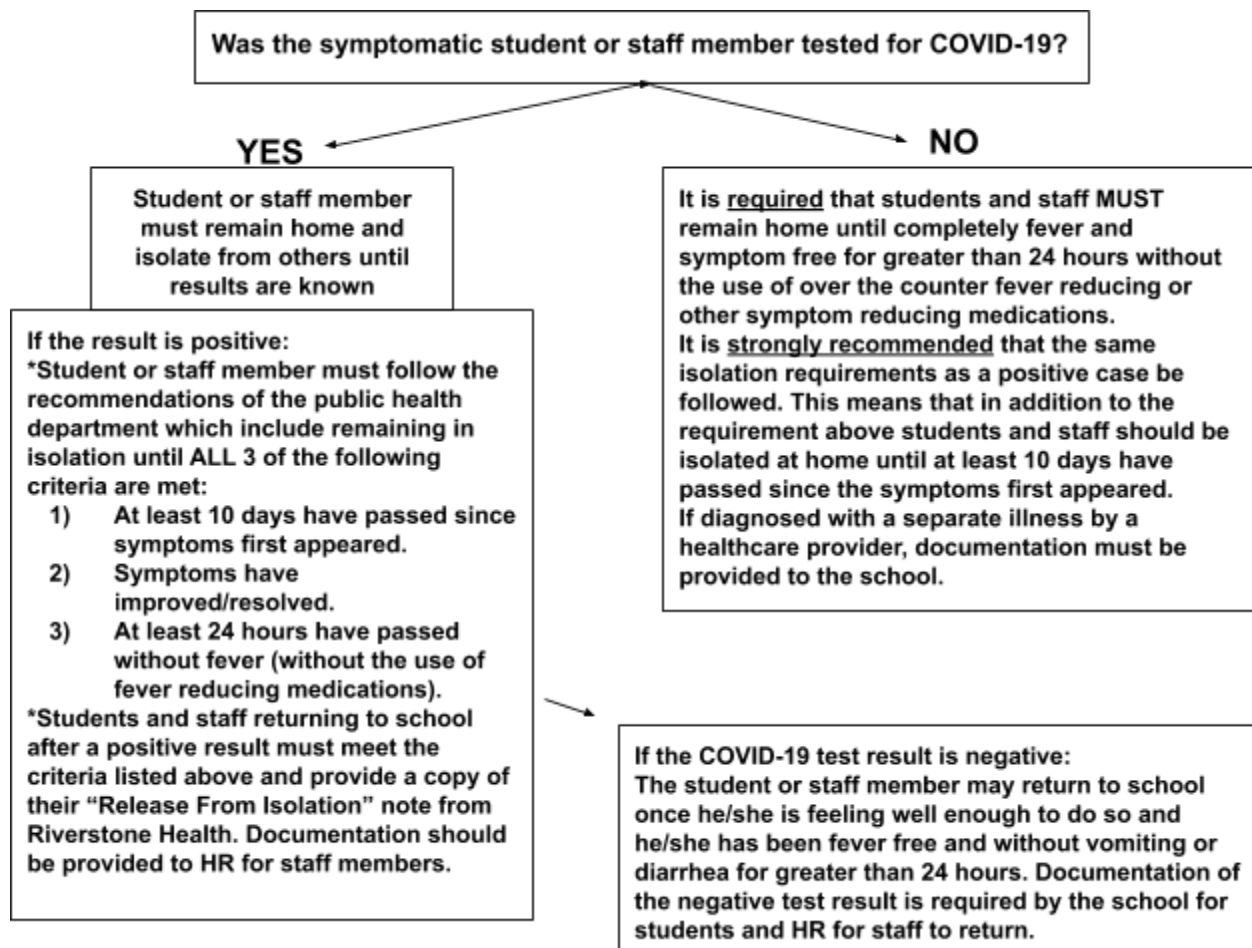 Was the symptomatic student or staff member tested for COVID-19?
YES
Student or staff member
must remain home and
isolate from others until
results are known
If the result is positive:
*Student or staff member must follow the
recommendations of the public health
department which include remaining in
isolation until ALL 3 of the following
criteria are met:
1) At least 10 days have passed since
symptoms first appeared.
2) Symptoms have
improved/resolved.
3) At least 24 hours have passed
without fever (without the use of
fever reducing medications).
*Students and staff returning to school
after a positive result must meet the
criteria listed above and provide a copy of
their “Release From Isolation” note from
Riverstone Health. Documentation should
be provided to HR for staff members.
NO
It is required that students and staff MUST
remain home until completely fever and
symptom free for greater than 24 hours without
the use of over the counter fever reducing or
other symptom reducing medications.
It is strongly recommended that the same
isolation requirements as a positive case be
followed. This means that in addition to the
requirement above students and staff should be
isolated at home until at least 10 days have
passed since the symptoms first appeared.
If diagnosed with a separate illness by a
healthcare provider, documentation must be
provided to the school.
If the COVID-19 test result is negative:
The student or staff member may return to school
once he/she is feeling well enough to do so and
he/she has been fever free and without vomiting or
diarrhea for greater than 24 hours. Documentation of
the negative test result is required by the school for
students and HR for staff to return.